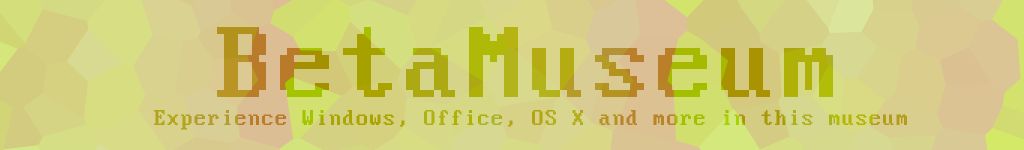 BetaMuseum
Experience Windows, Office, OS X and more in this museum